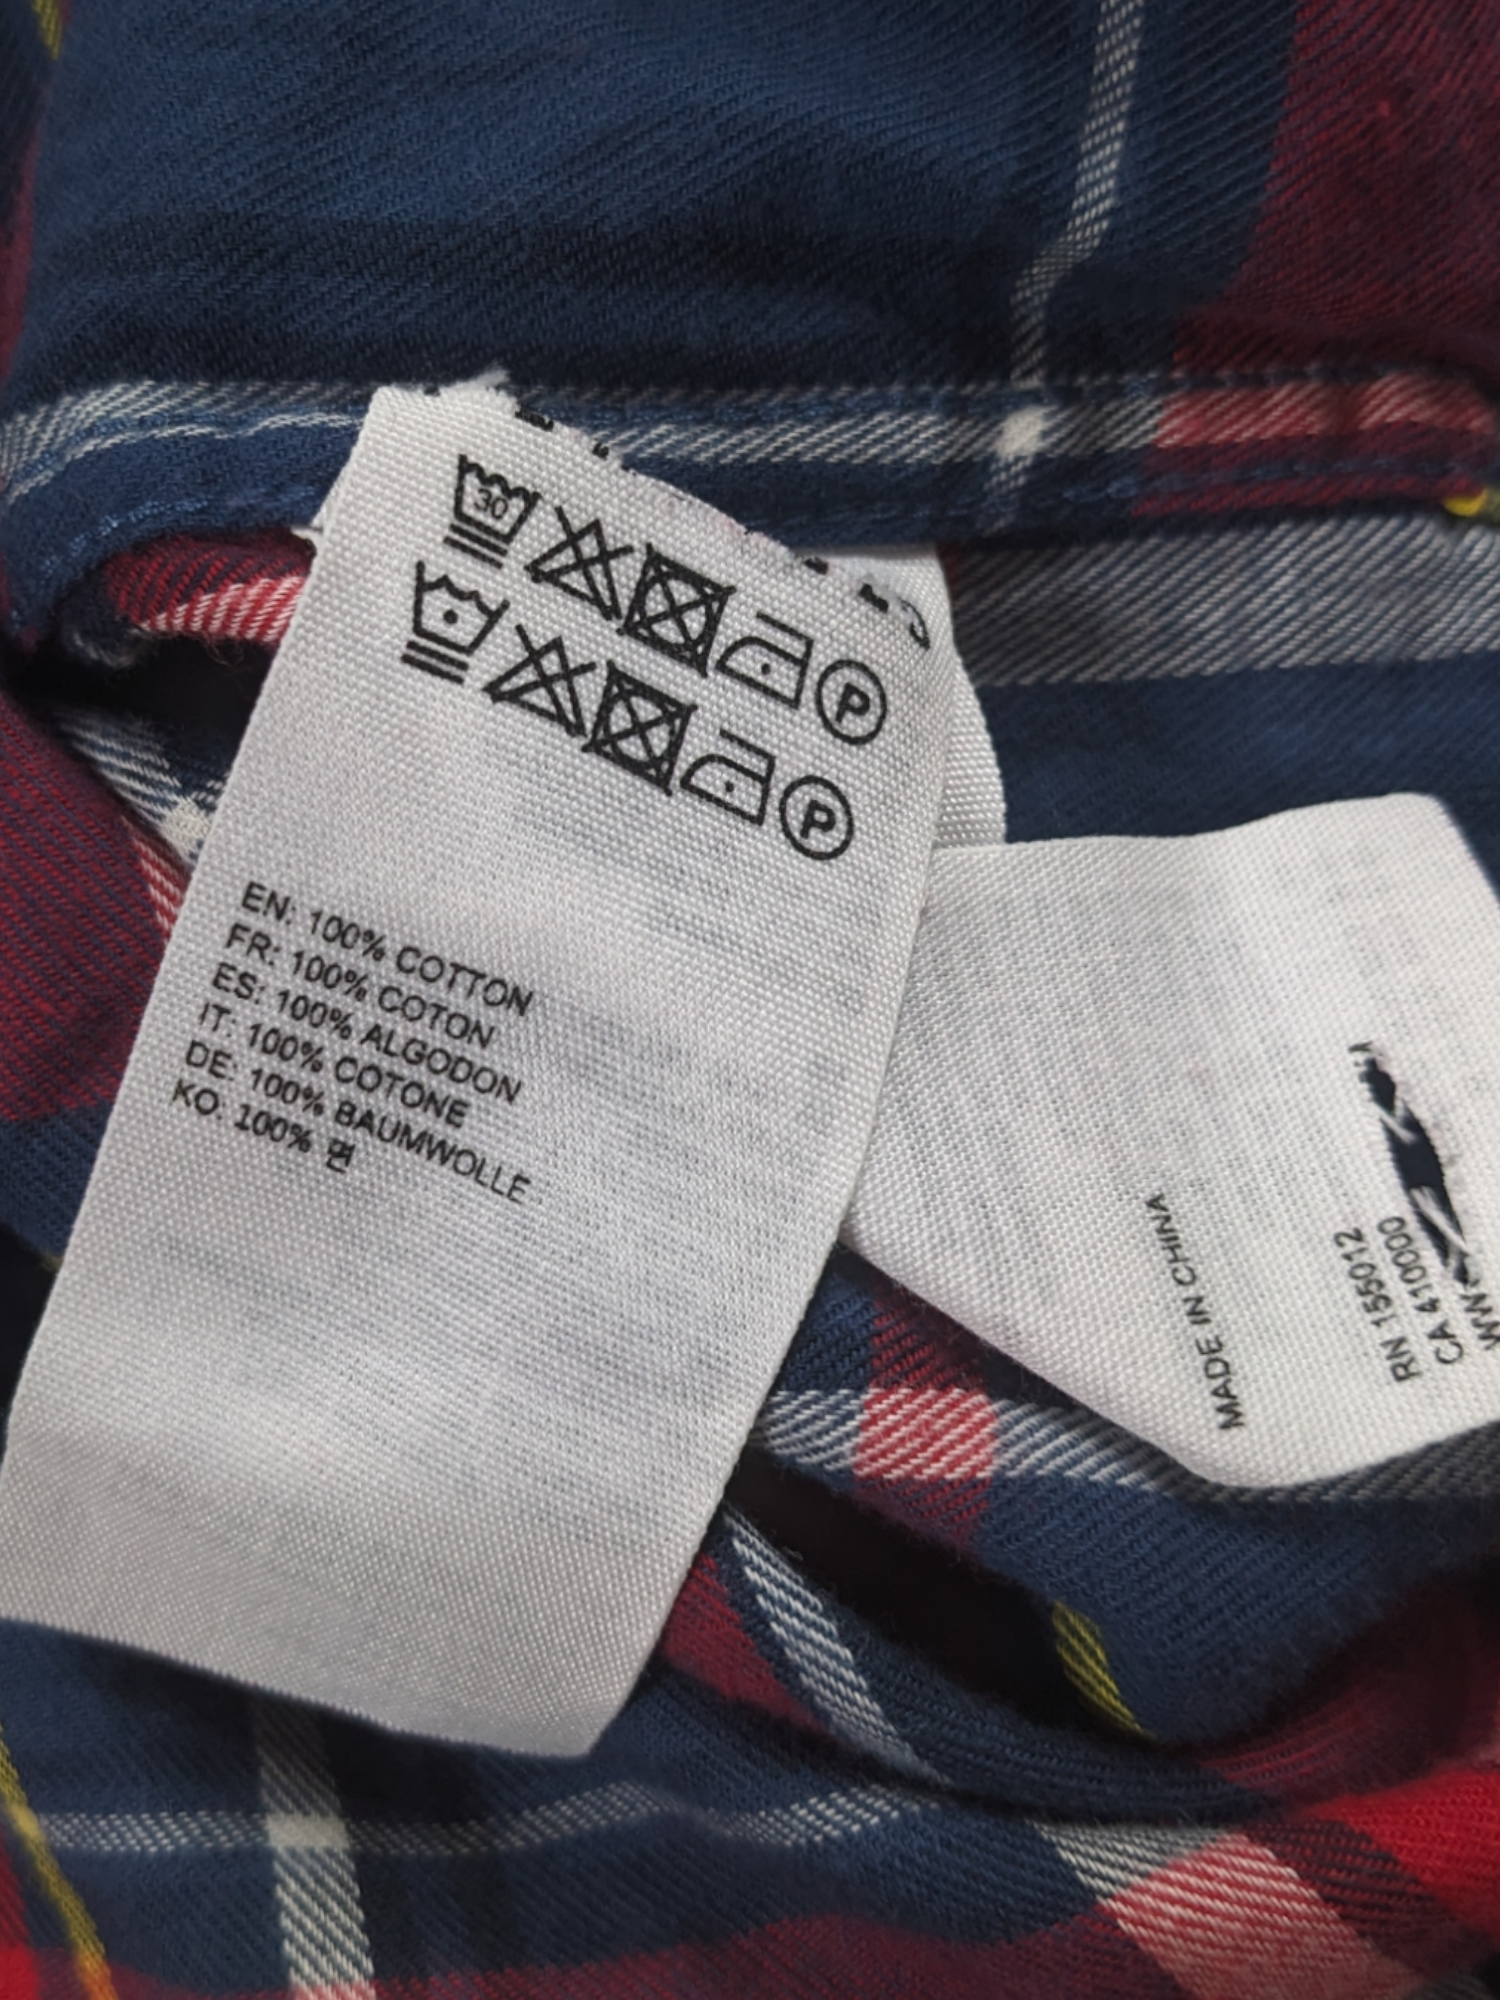 30
P
P
EN: 100% COTTON
FR: 100% COTON
ES: 100% ALGODON
IT: 100% COTONE
DE: 100% BAUMWOLLE
KO: 100% 면
MADE IN CHINA
RN 155012
CA 410000